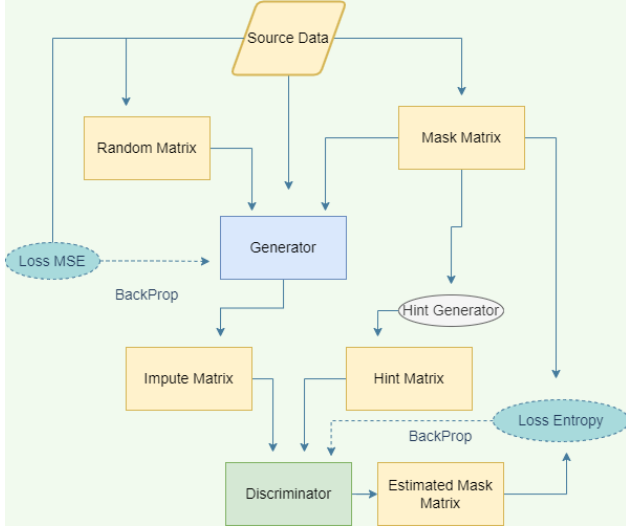 Source Data
Random Matrix
Mask Matrix
Generator
Loss MSE
BackProp
Hint Generator
Impute Matrix
Hint Matrix
Loss Entropy
BackProp
Discriminator
Estimated Mask
Matrix